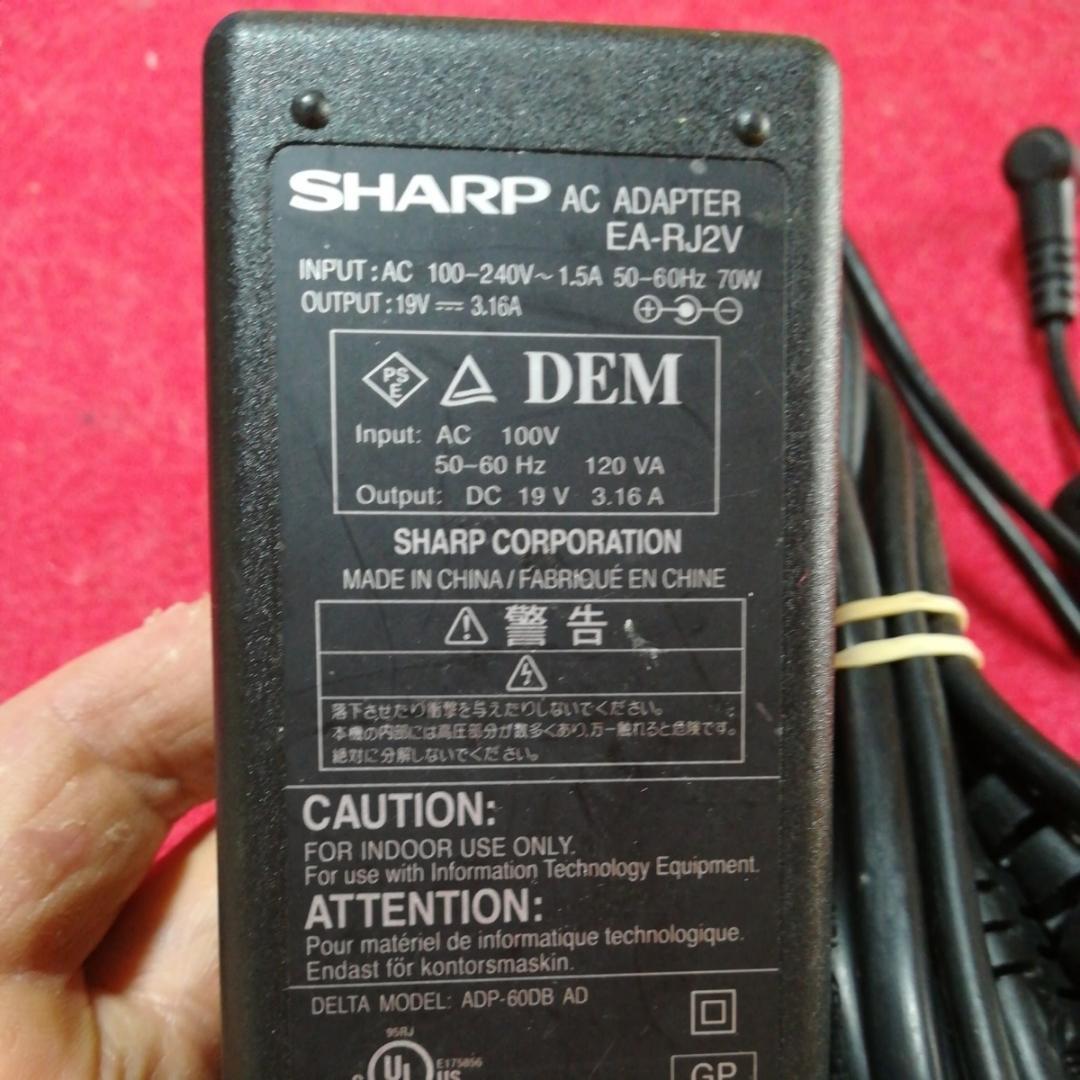 SHARP AC ADAPTER
EA-RJ2V
INPUT:AC 100-240V~1.5A 50-60Hz 70W
OUTPUT:19V⎓3.16A
PSE
DEM
Input: AC 100V
50-60 Hz 120 VA
Output: DC 19 V 3.16 A
SHARP CORPORATION
MADE IN CHINA / FABRIQUÉ EN CHINE
警告
落下させたり衝撃を与えたりしないでください。
本機の内部には高圧部分が数多くあり,万一触れると危険です。
絶対に分解しないでください。
CAUTION:
FOR INDOOR USE ONLY.
For use with Information Technology Equipment.
ATTENTION:
Pour matériel de informatique technologique.
Endast för kontorsmaskin.
DELTA MODEL: ADP-60DB AD
95RJ
UL
E175856
US
GP